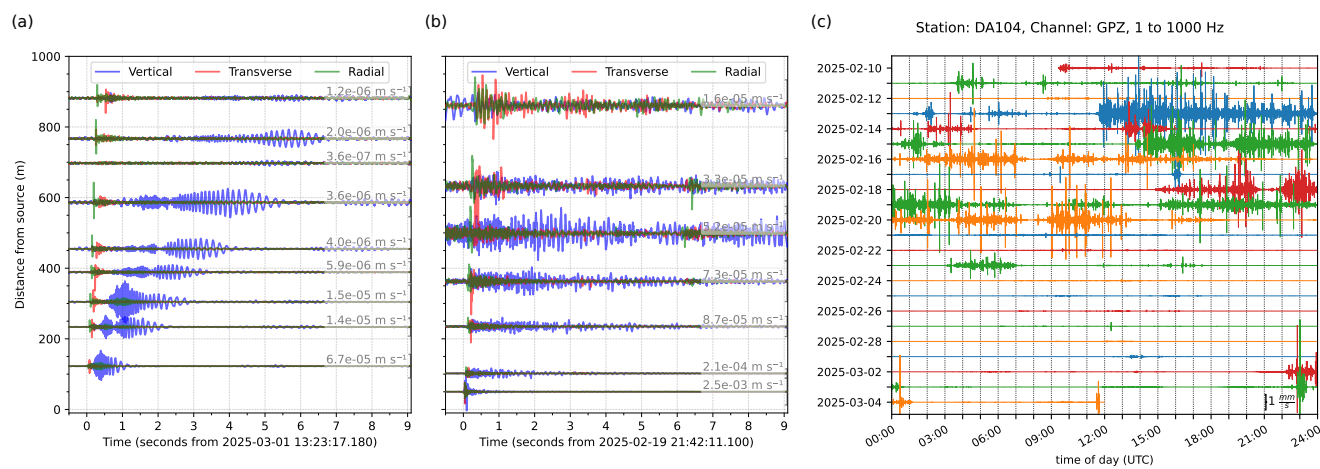 (a)
Vertical Transverse Radial
1000
800
600
400
200
0
Distance from source (m)
1.2e-06 m s⁻¹
2.0e-06 m s⁻¹
3.6e-07 m s⁻¹
3.6e-06 m s⁻¹
4.0e-06 m s⁻¹
5.9e-06 m s⁻¹
1.5e-05 m s⁻¹
1.4e-05 m s⁻¹
6.7e-05 m s⁻¹
0 1 2 3 4 5 6 7 8 9
Time (seconds from 2025-03-01 13:23:17.180)
(b)
Vertical Transverse Radial
1.6e-05 m s⁻¹
3.3e-05 m s⁻¹
5.2e-05 m s⁻¹
7.3e-05 m s⁻¹
8.7e-05 m s⁻¹
2.1e-04 m s⁻¹
2.5e-03 m s⁻¹
0 1 2 3 4 5 6 7 8 9
Time (seconds from 2025-02-19 21:42:11.100)
(c)
Station: DA104, Channel: GPZ, 1 to 1000 Hz
2025-02-10
2025-02-12
2025-02-14
2025-02-16
2025-02-18
2025-02-20
2025-02-22
2025-02-24
2025-02-26
2025-02-28
2025-03-02
2025-03-04
1 mm/s
00:00 03:00 06:00 09:00 12:00 15:00 18:00 21:00 24:00
time of day (UTC)